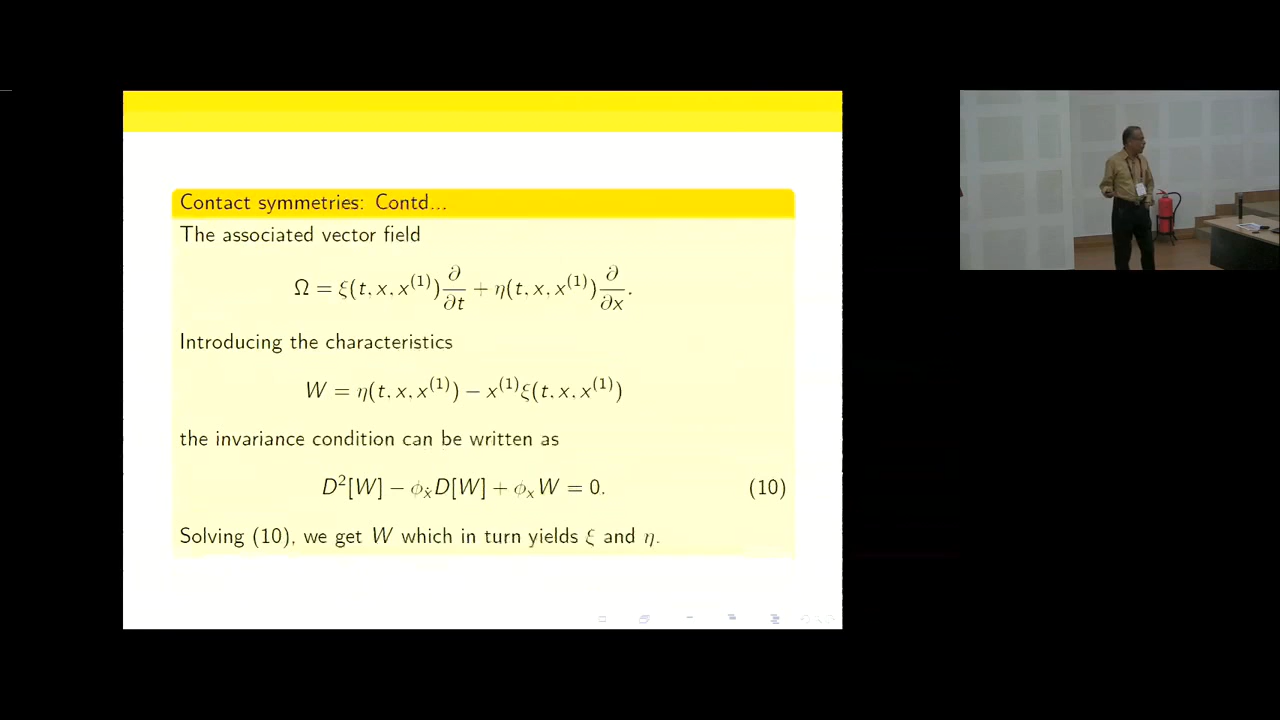 Contact symmetries: Contd...
The associated vector field
Ω = ξ(t, x, x⁽¹⁾) ∂/∂t + η(t, x, x⁽¹⁾) ∂/∂x.
Introducing the characteristics
W = η(t, x, x⁽¹⁾) − x⁽¹⁾ξ(t, x, x⁽¹⁾)
the invariance condition can be written as
D²[W] − ϕ_ẋ D[W] + ϕ_x W = 0. (10)
Solving (10), we get W which in turn yields ξ and η.